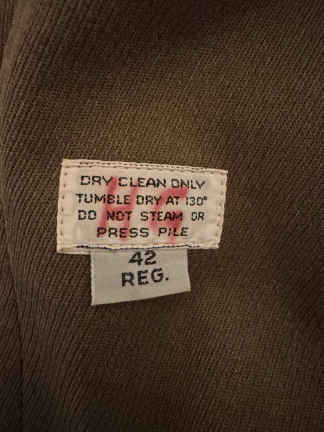 DRY CLEAN ONLY
TUMBLE DRY AT 130°
DO NOT STEAM OR
PRESS PILE
42
REG.